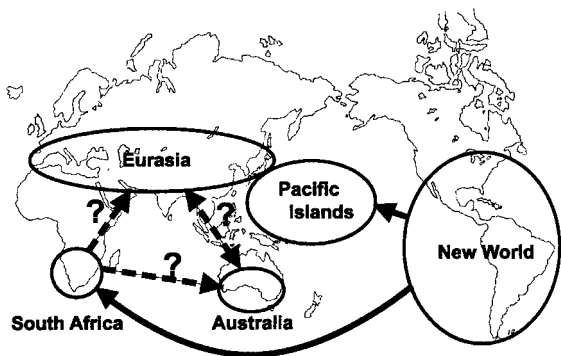 Eurasia
Pacific
Islands
?
?
New World
?
South Africa
Australia